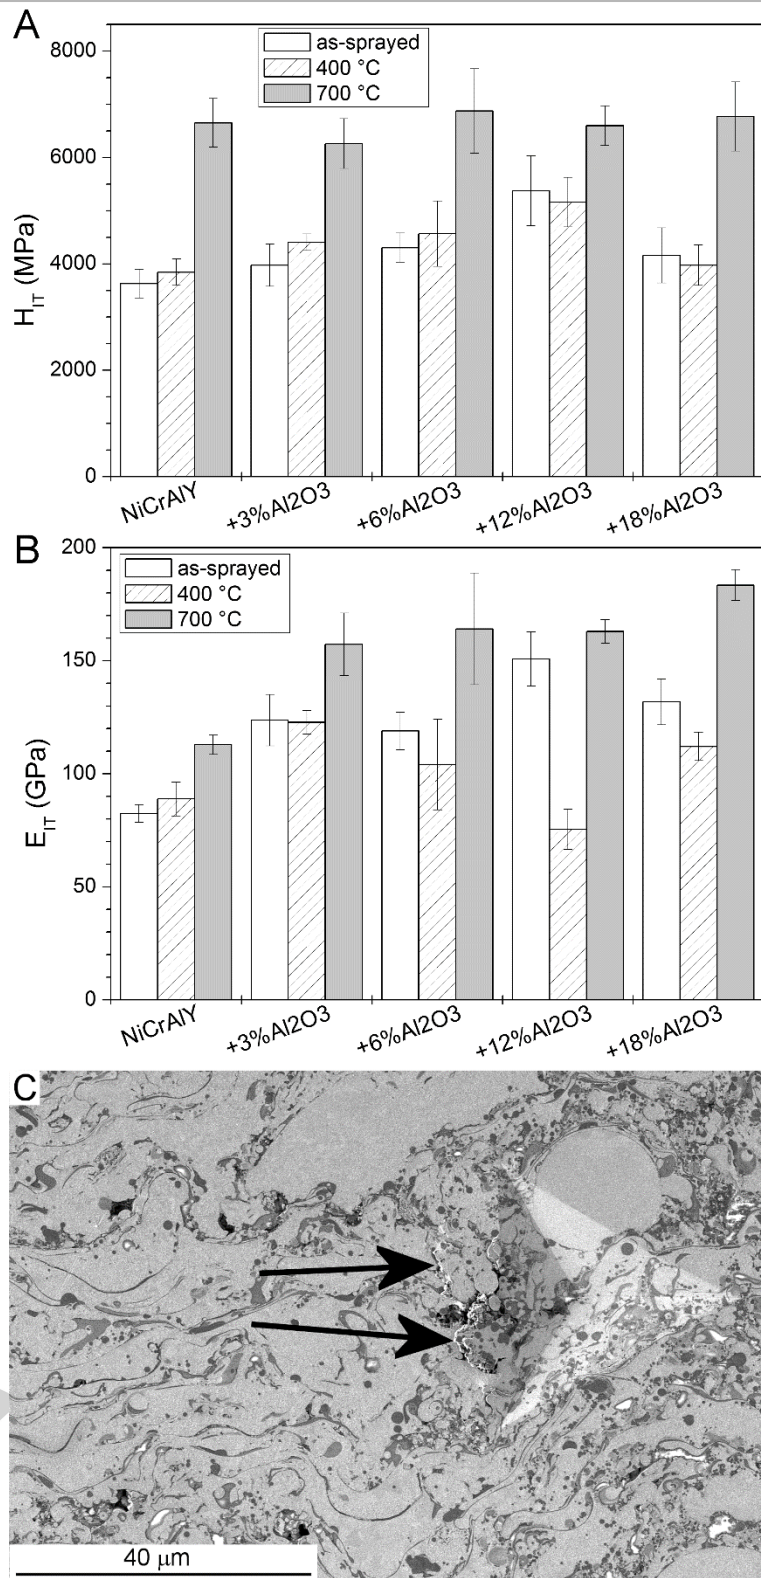 A
8000
6000
4000
2000
0
H_IT (MPa)
as-sprayed
400 °C
700 °C
NiCrAlY
+3%Al2O3
+6%Al2O3
+12%Al2O3
+18%Al2O3
B
200
150
100
50
0
E_IT (GPa)
as-sprayed
400 °C
700 °C
NiCrAlY
+3%Al2O3
+6%Al2O3
+12%Al2O3
+18%Al2O3
C
40 μm